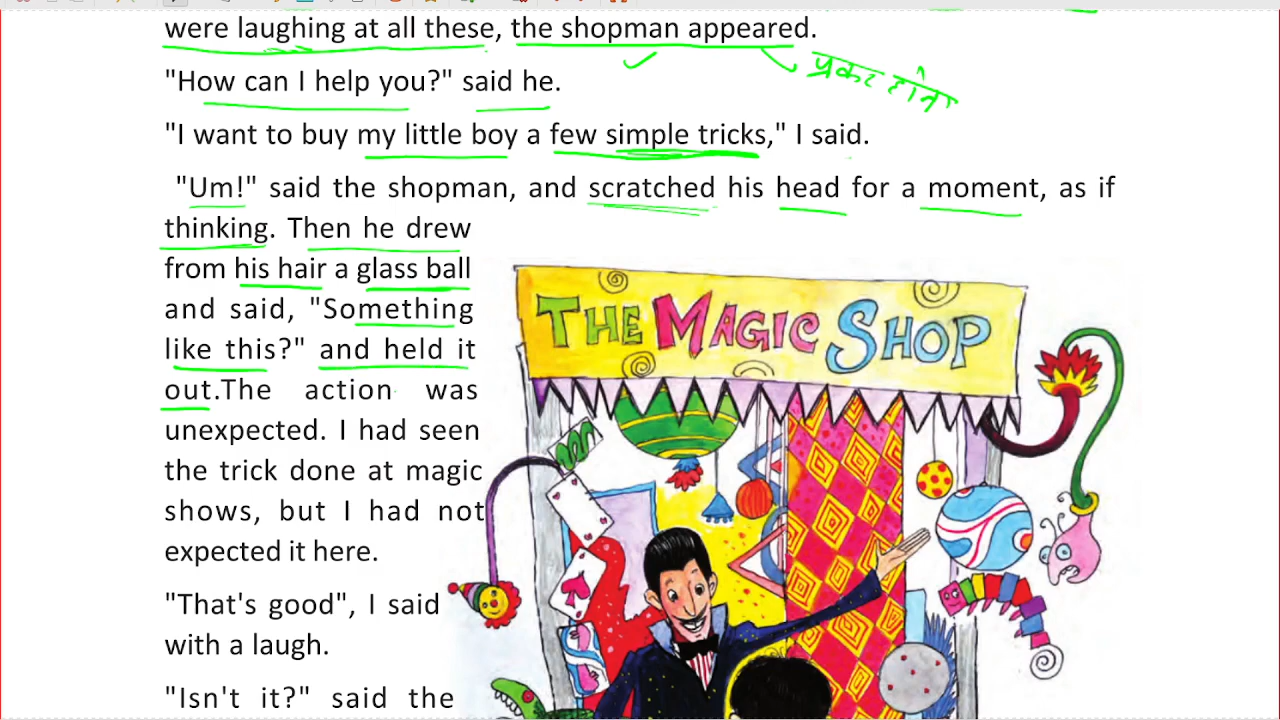 were laughing at all these, the shopman appeared.
प्रकट होना
"How can I help you?" said he.
"I want to buy my little boy a few simple tricks," I said.
"Um!" said the shopman, and scratched his head for a moment, as if
thinking. Then he drew
from his hair a glass ball
and said, "Something
like this?" and held it
out.The action was
unexpected. I had seen
the trick done at magic
shows, but I had not
expected it here.
"That's good", I said
with a laugh.
"Isn't it?" said the
THE MAGIC SHOP